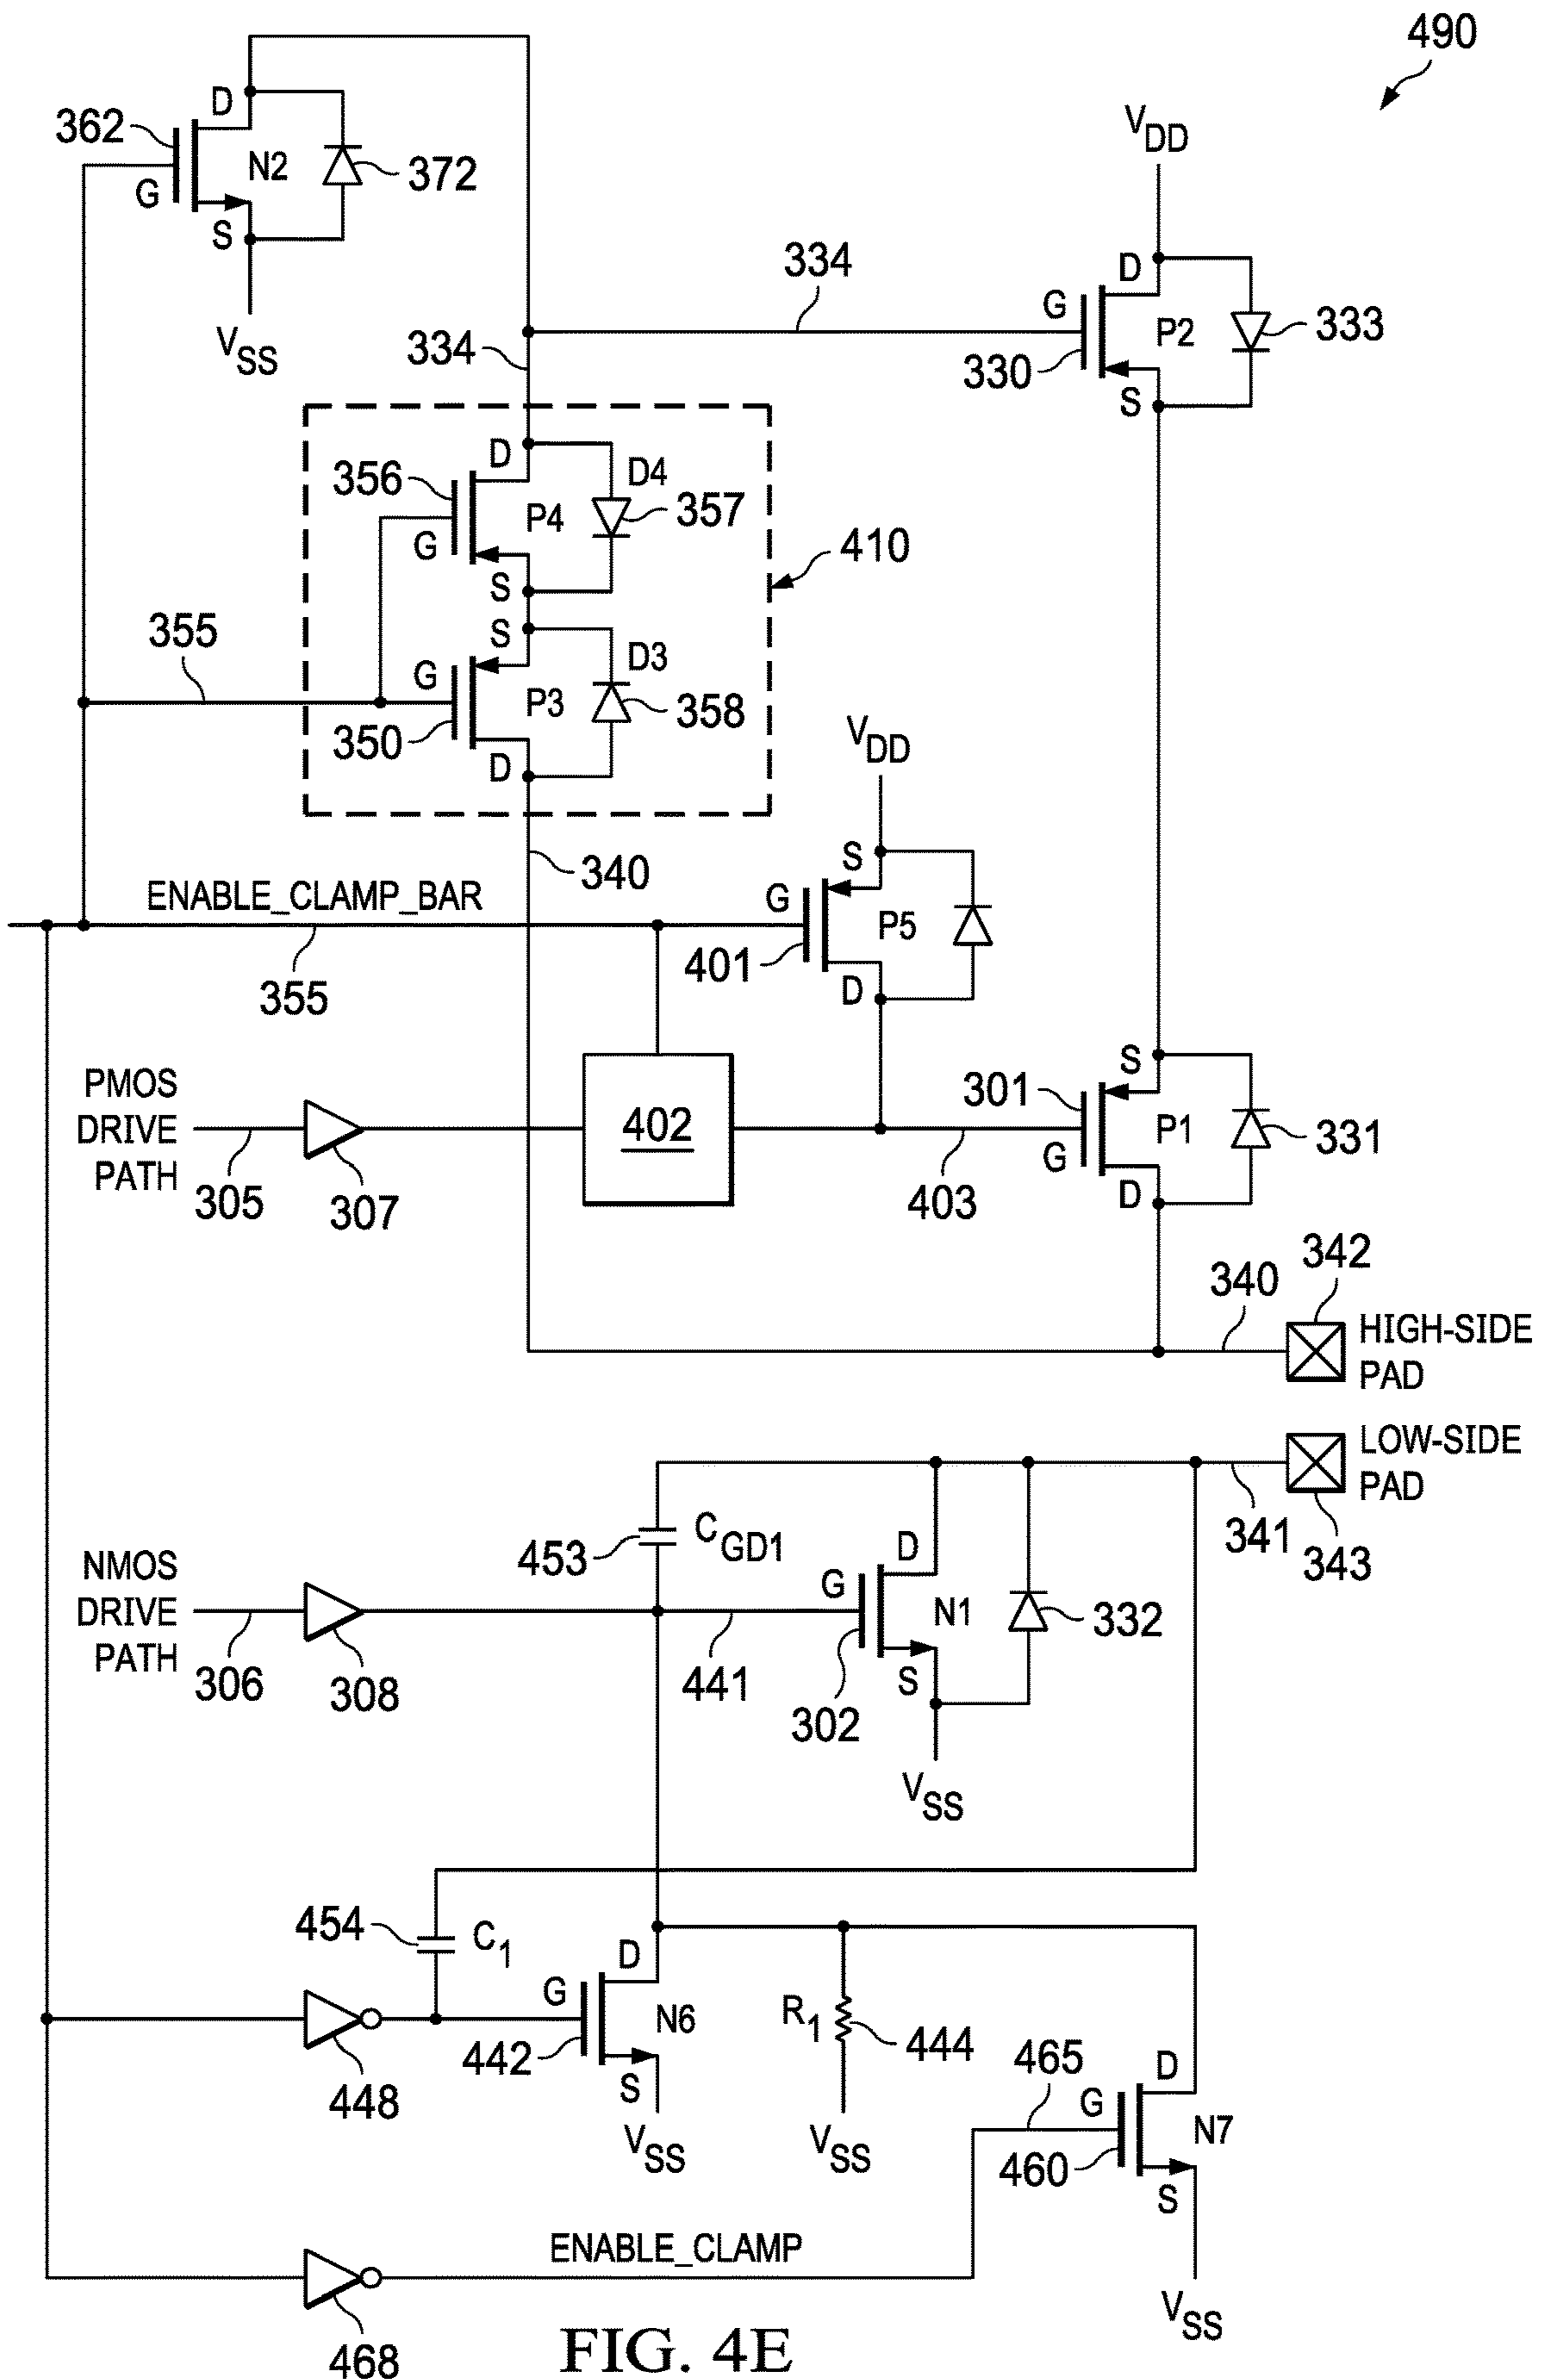 490
V_DD
362
D
N2
G
S
372
V_SS
334
334
G
D
P2
330
S
333
356
D
D4
P4
357
G
S
410
355
S
G
D3
P3
358
350
D
V_DD
340
S
ENABLE_CLAMP_BAR
G
P5
401
D
355
PMOS
DRIVE
PATH
305
307
402
403
301
S
P1
331
G
D
342
340
HIGH-SIDE
PAD
LOW-SIDE
PAD
341
343
453
C_GD1
D
NMOS
DRIVE
PATH
306
308
441
G
N1
332
S
302
V_SS
454
C_1
D
G
N6
442
S
V_SS
448
R_1
444
V_SS
465
D
G
N7
460
S
V_SS
ENABLE_CLAMP
468
FIG. 4E